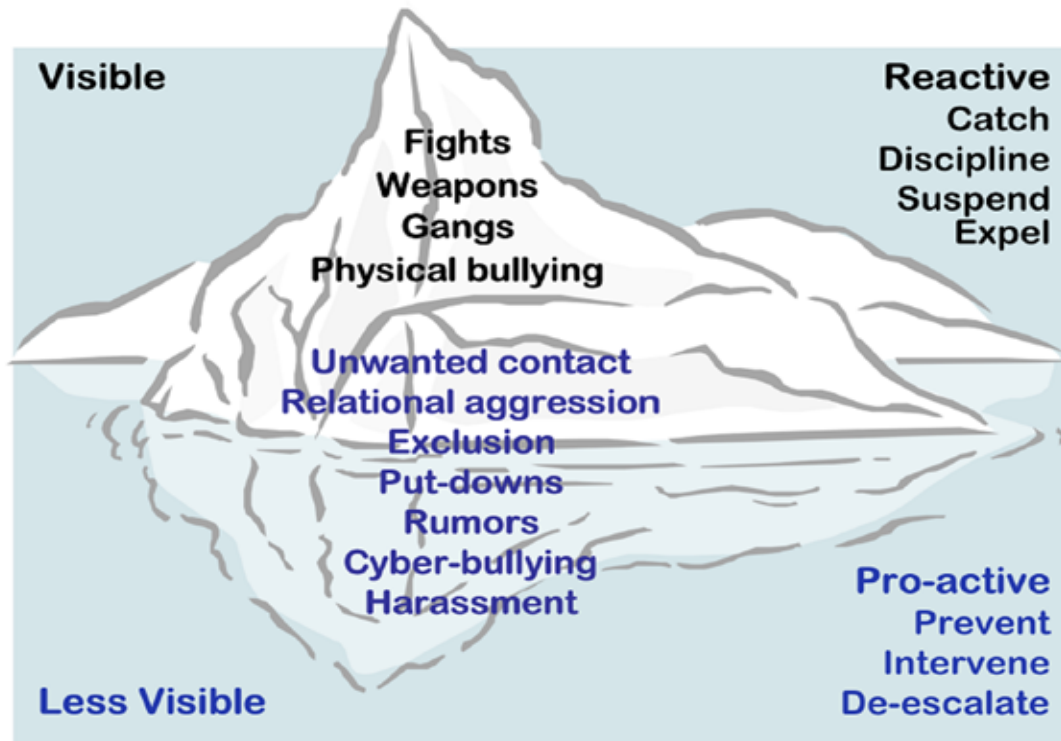 Visible
Reactive
Catch
Discipline
Suspend
Expel
Fights
Weapons
Gangs
Physical bullying
Unwanted contact
Relational aggression
Exclusion
Put-downs
Rumors
Cyber-bullying
Harassment
Less Visible
Pro-active
Prevent
Intervene
De-escalate